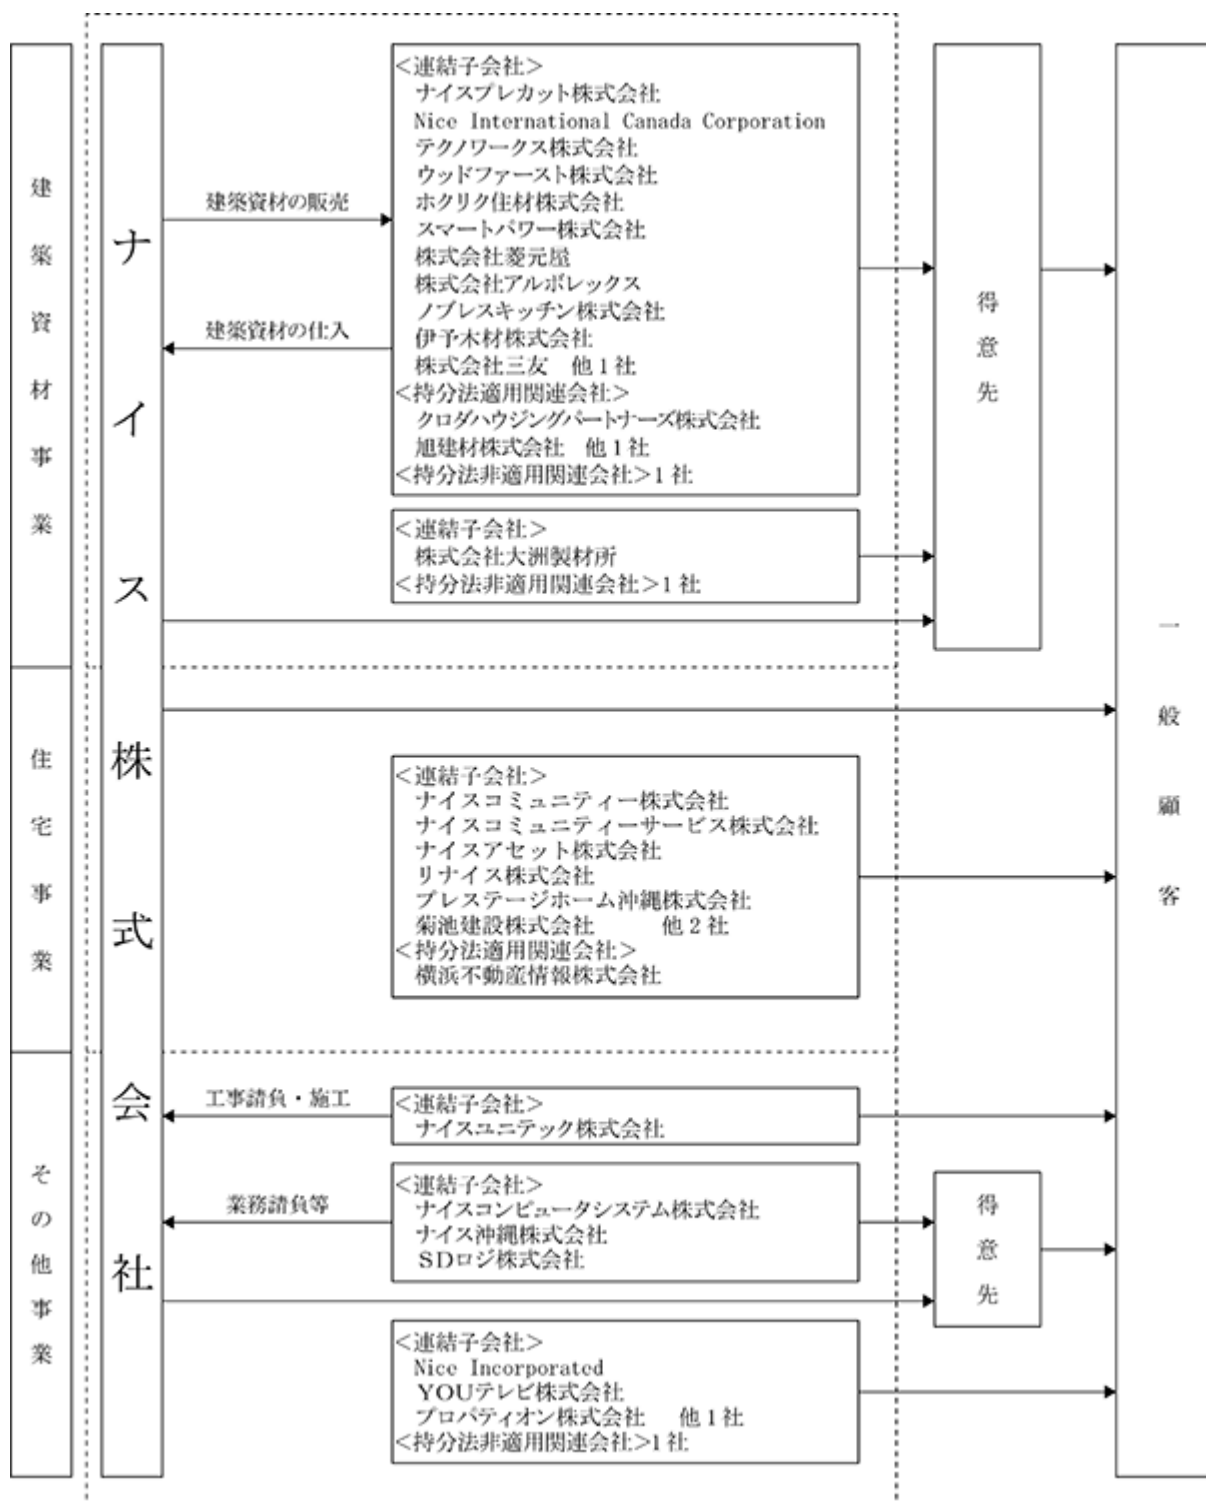 建築資材事業
住宅事業
その他事業
ナイス株式会社
建築資材の販売
建築資材の仕入
<連結子会社>
ナイスプレカット株式会社
Nice International Canada Corporation
テクノワークス株式会社
ウッドファースト株式会社
ホクリク住材株式会社
スマートパワー株式会社
株式会社菱元屋
株式会社アルボレックス
ノブレスキッチン株式会社
伊予木材株式会社
株式会社三友 他1社
<持分法適用関連会社>
クロダハウジングパートナーズ株式会社
旭建材株式会社 他1社
<持分法非適用関連会社>1社
<連結子会社>
株式会社大洲製材所
<持分法非適用関連会社>1社
得意先
<連結子会社>
ナイスコミュニティー株式会社
ナイスコミュニティーサービス株式会社
ナイスアセット株式会社
リナイス株式会社
プレステージホーム沖縄株式会社
菊池建設株式会社 他2社
<持分法適用関連会社>
横浜不動産情報株式会社
工事請負・施工
<連結子会社>
ナイスユニテック株式会社
業務請負等
<連結子会社>
ナイスコンピュータシステム株式会社
ナイス沖縄株式会社
SDロジ株式会社
得意先
<連結子会社>
Nice Incorporated
YOUテレビ株式会社
プロパティオン株式会社 他1社
<持分法非適用関連会社>1社
一般顧客